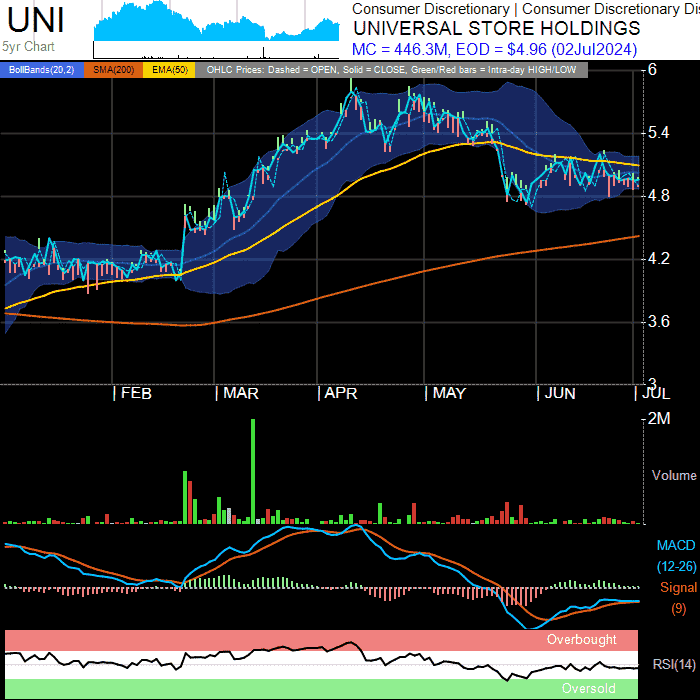 UNI
5yr Chart
Consumer Discretionary | Consumer Discretionary Dis
UNIVERSAL STORE HOLDINGS
MC = 446.3M, EOD = $4.96 (02Jul2024)
BollBands(20,2) SMA(200) EMA(50) OHLC Prices: Dashed = OPEN, Solid = CLOSE, Green/Red bars = Intra-day HIGH/LOW
6
5.4
4.8
4.2
3.6
3
FEB MAR APR MAY JUN JUL
2M
Volume
MACD
(12-26)
Signal
(9)
Overbought
RSI(14)
Oversold